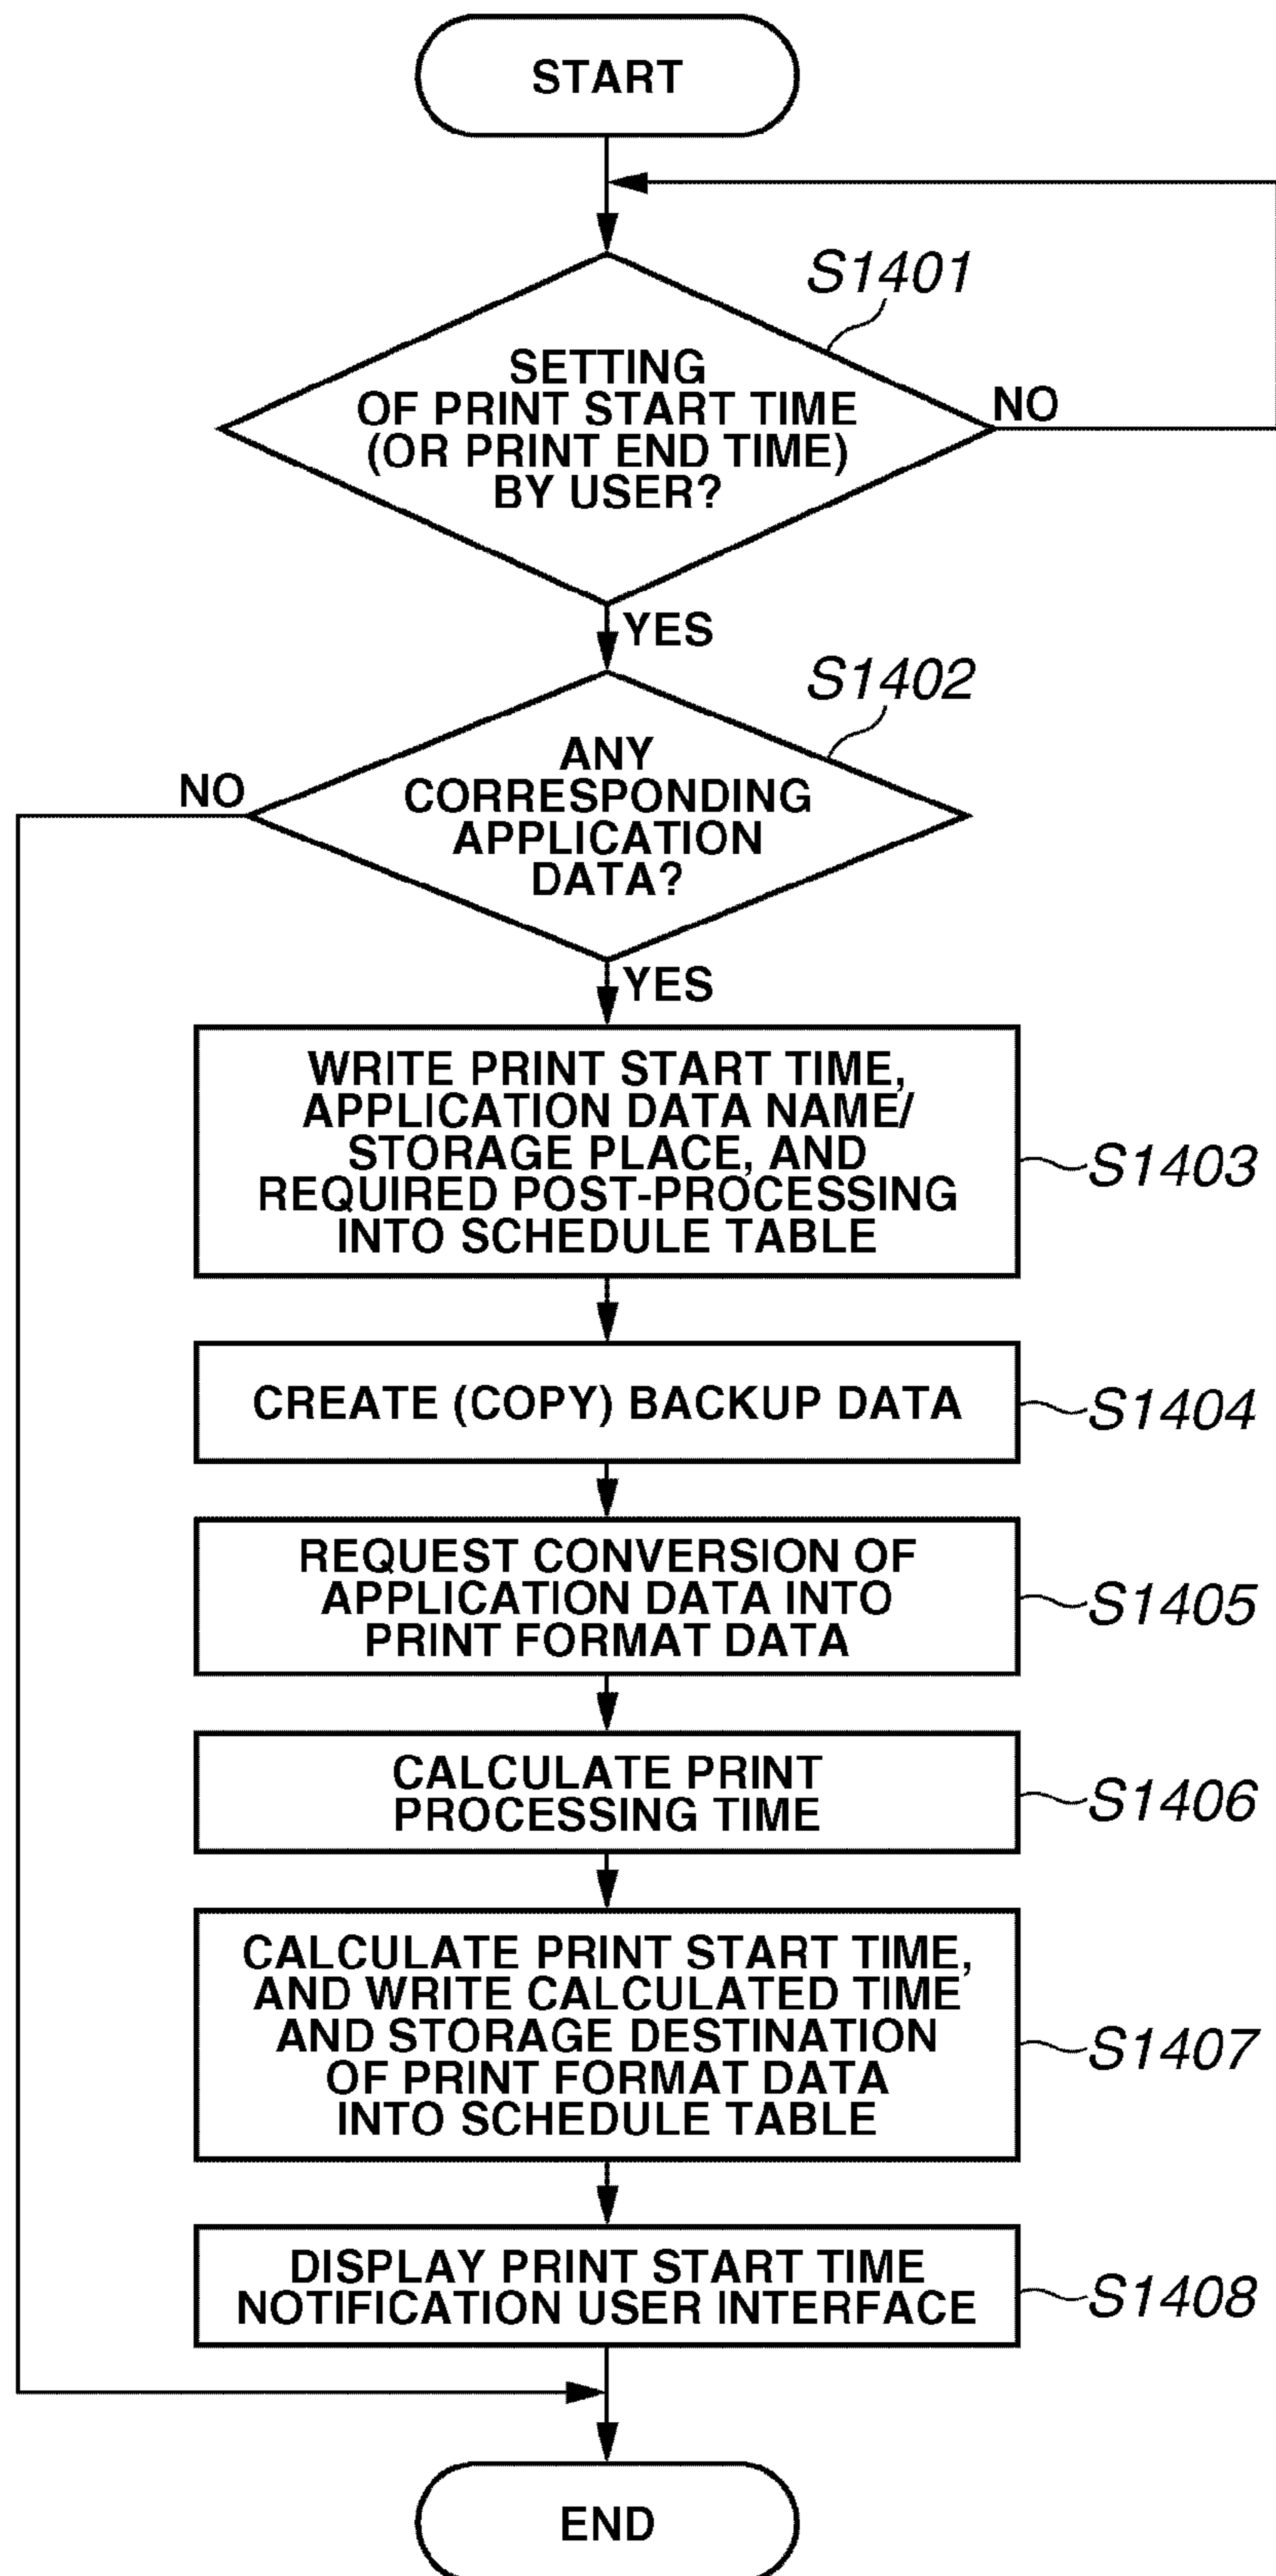 START
S1401
SETTING
OF PRINT START TIME
(OR PRINT END TIME)
BY USER?
NO
YES
S1402
ANY
CORRESPONDING
APPLICATION
DATA?
NO
YES
WRITE PRINT START TIME,
APPLICATION DATA NAME/
STORAGE PLACE, AND
REQUIRED POST-PROCESSING
INTO SCHEDULE TABLE
S1403
CREATE (COPY) BACKUP DATA
S1404
REQUEST CONVERSION OF
APPLICATION DATA INTO
PRINT FORMAT DATA
S1405
CALCULATE PRINT
PROCESSING TIME
S1406
CALCULATE PRINT START TIME,
AND WRITE CALCULATED TIME
AND STORAGE DESTINATION
OF PRINT FORMAT DATA
INTO SCHEDULE TABLE
S1407
DISPLAY PRINT START TIME
NOTIFICATION USER INTERFACE
S1408
END